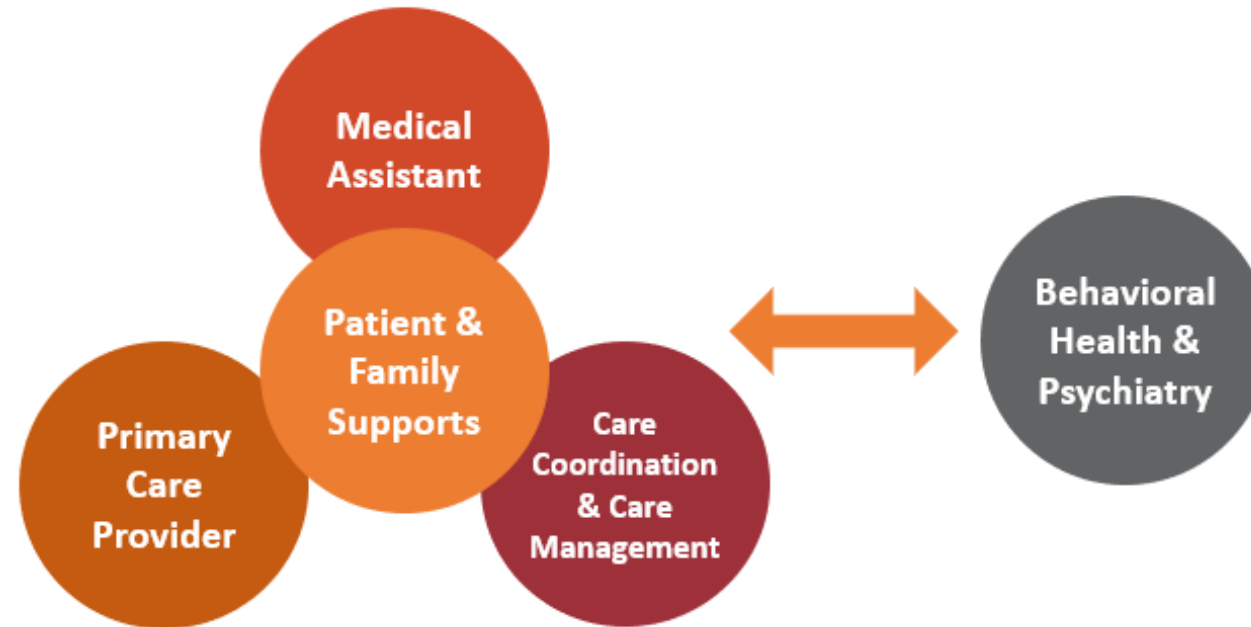 Medical
Assistant
Patient &
Family
Supports
Primary
Care
Provider
Care
Coordination
& Care
Management
Behavioral
Health &
Psychiatry